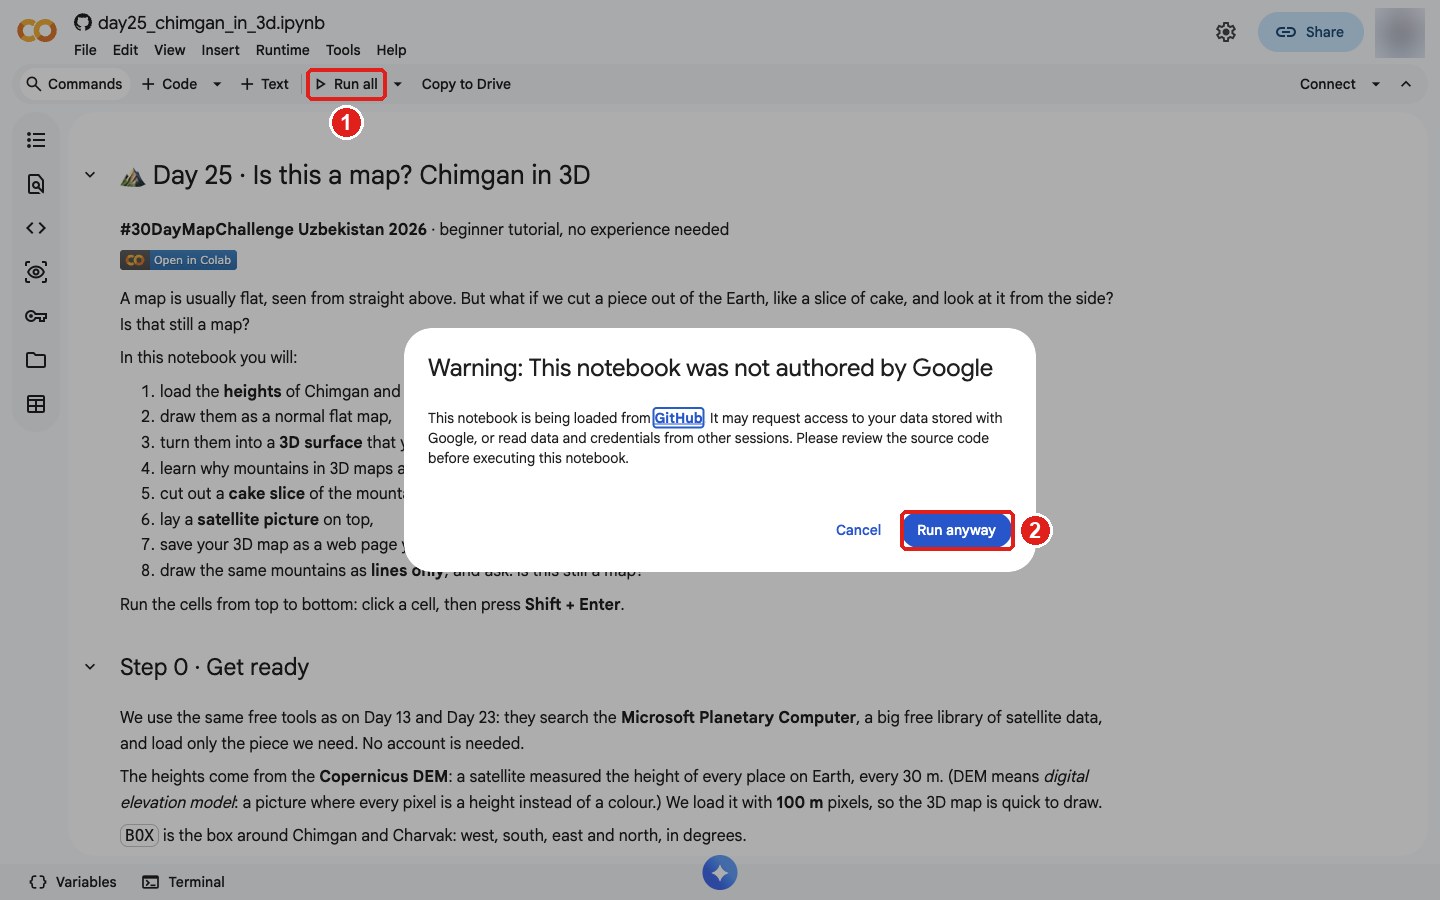 day25_chimgan_in_3d.ipynb
File Edit View Insert Runtime Tools Help
Share
Commands + Code + Text Run all Copy to Drive
Connect
1
Day 25 · Is this a map? Chimgan in 3D
#30DayMapChallenge Uzbekistan 2026 · beginner tutorial, no experience needed
Open in Colab
A map is usually flat, seen from straight above. But what if we cut a piece out of the Earth, like a slice of cake, and look at it from the side?
Is that still a map?
In this notebook you will:
1. load the heights of Chimgan and
2. draw them as a normal flat map,
3. turn them into a 3D surface that
4. learn why mountains in 3D maps
5. cut out a cake slice of the
6. lay a satellite picture on top,
7. save your 3D map as a web page
8. draw the same mountains as lines only, and ask: is this still a map?
Warning: This notebook was not authored by Google
This notebook is being loaded from GitHub. It may request access to your data stored with
Google, or read data and credentials from other sessions. Please review the source code
before executing this notebook.
Cancel Run anyway
2
Run the cells from top to bottom: click a cell, then press Shift + Enter.
Step 0 · Get ready
We use the same free tools as on Day 13 and Day 23: they search the Microsoft Planetary Computer, a big free library of satellite data,
and load only the piece we need. No account is needed.
The heights come from the Copernicus DEM: a satellite measured the height of every place on Earth, every 30 m. (DEM means digital
elevation model: a picture where every pixel is a height instead of a colour.) We load it with 100 m pixels, so the 3D map is quick to draw.
BOX is the box around Chimgan and Charvak: west, south, east and north, in degrees.
Variables Terminal